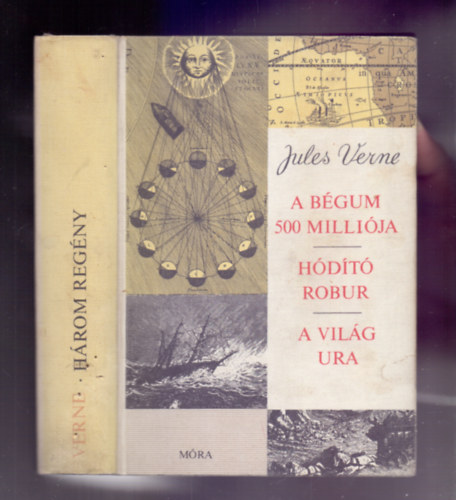 VERNE · HÁROM REGÉNY
Jules Verne
A BÉGUM
500 MILLIÓJA
HÓDÍTÓ
ROBUR
A VILÁG
URA
MÓRA